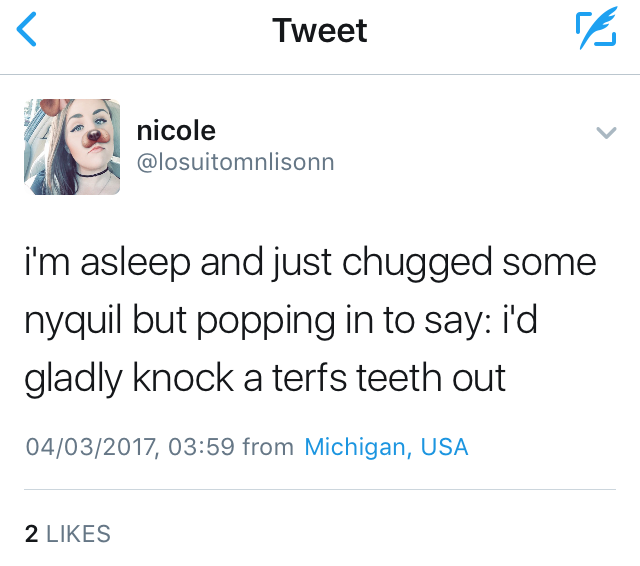 Tweet
nicole
@losuitomnlisonn
i'm asleep and just chugged some
nyquil but popping in to say: i'd
gladly knock a terfs teeth out
04/03/2017, 03:59 from Michigan, USA
2 LIKES